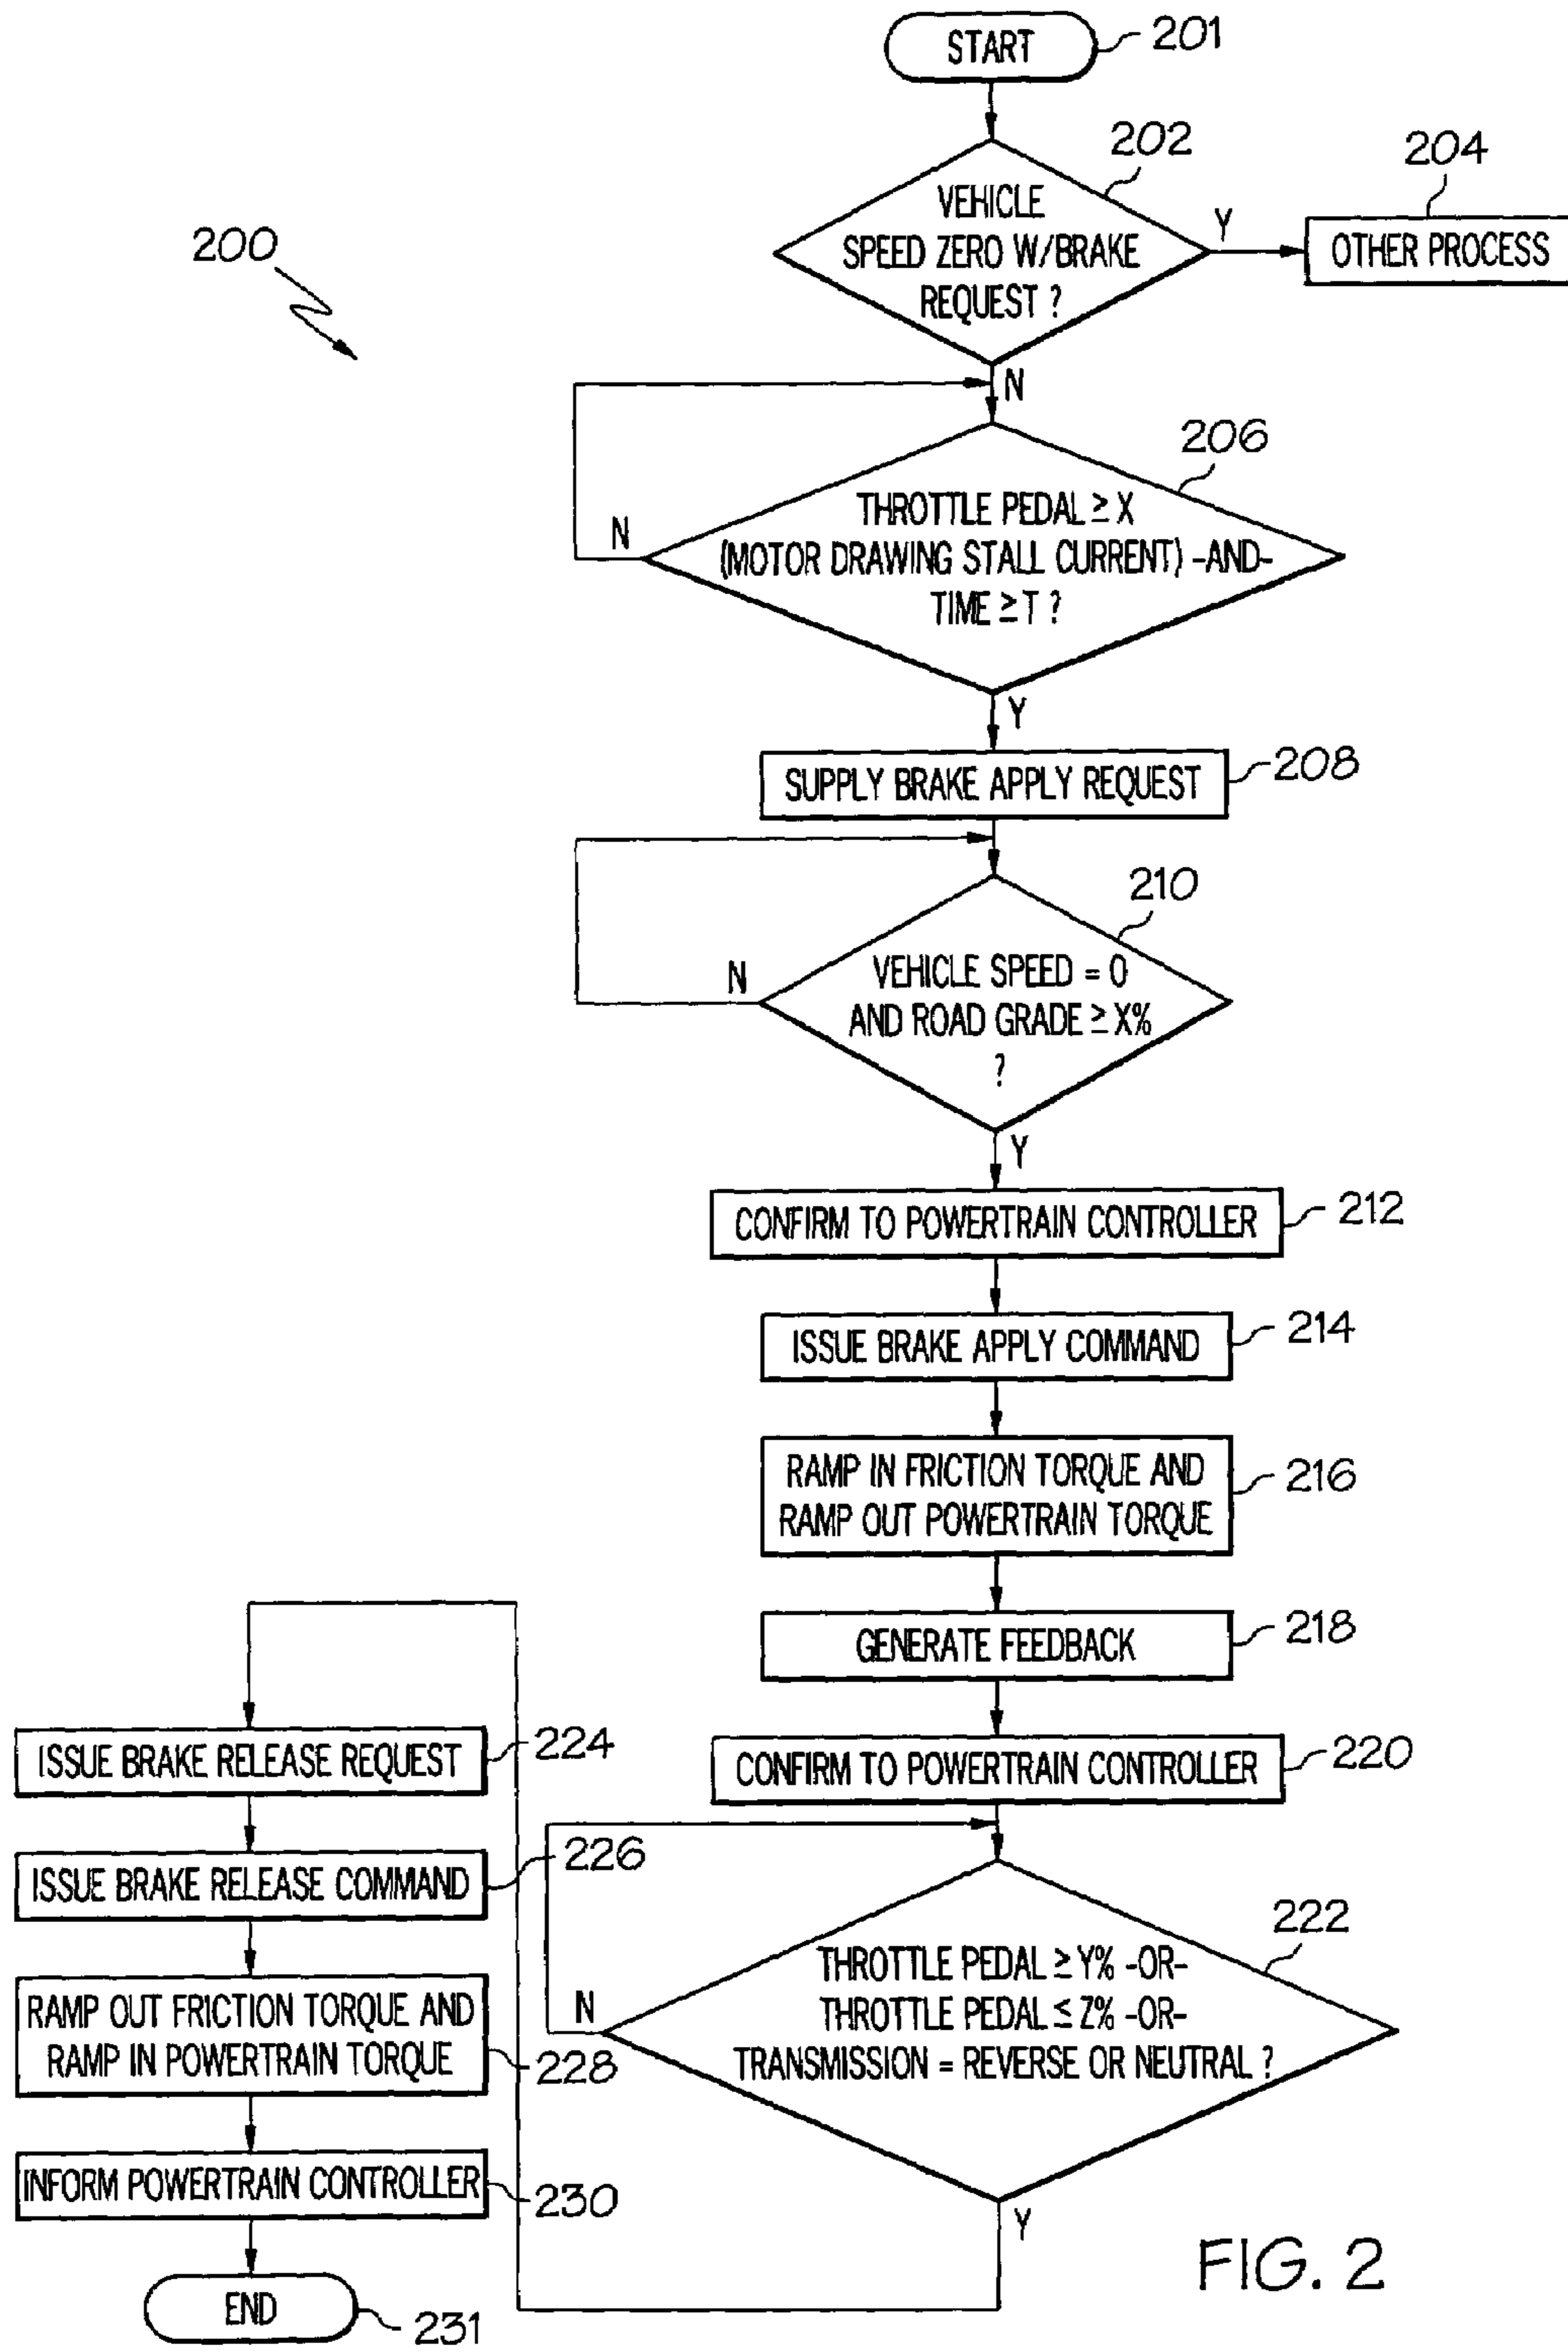 START
201
202
204
VEHICLE
SPEED ZERO W/BRAKE
REQUEST ?
Y
OTHER PROCESS
200
N
206
THROTTLE PEDAL ≥ X
(MOTOR DRAWING STALL CURRENT) -AND-
TIME ≥ T ?
N
Y
SUPPLY BRAKE APPLY REQUEST
208
210
VEHICLE SPEED = 0
AND ROAD GRADE ≥ X%
?
N
Y
CONFIRM TO POWERTRAIN CONTROLLER
212
ISSUE BRAKE APPLY COMMAND
214
RAMP IN FRICTION TORQUE AND
RAMP OUT POWERTRAIN TORQUE
216
GENERATE FEEDBACK
218
CONFIRM TO POWERTRAIN CONTROLLER
220
222
THROTTLE PEDAL ≥ Y% -OR-
THROTTLE PEDAL ≤ Z% -OR-
TRANSMISSION = REVERSE OR NEUTRAL ?
N
Y
ISSUE BRAKE RELEASE REQUEST
224
ISSUE BRAKE RELEASE COMMAND
226
RAMP OUT FRICTION TORQUE AND
RAMP IN POWERTRAIN TORQUE
228
INFORM POWERTRAIN CONTROLLER
230
END
231
FIG. 2